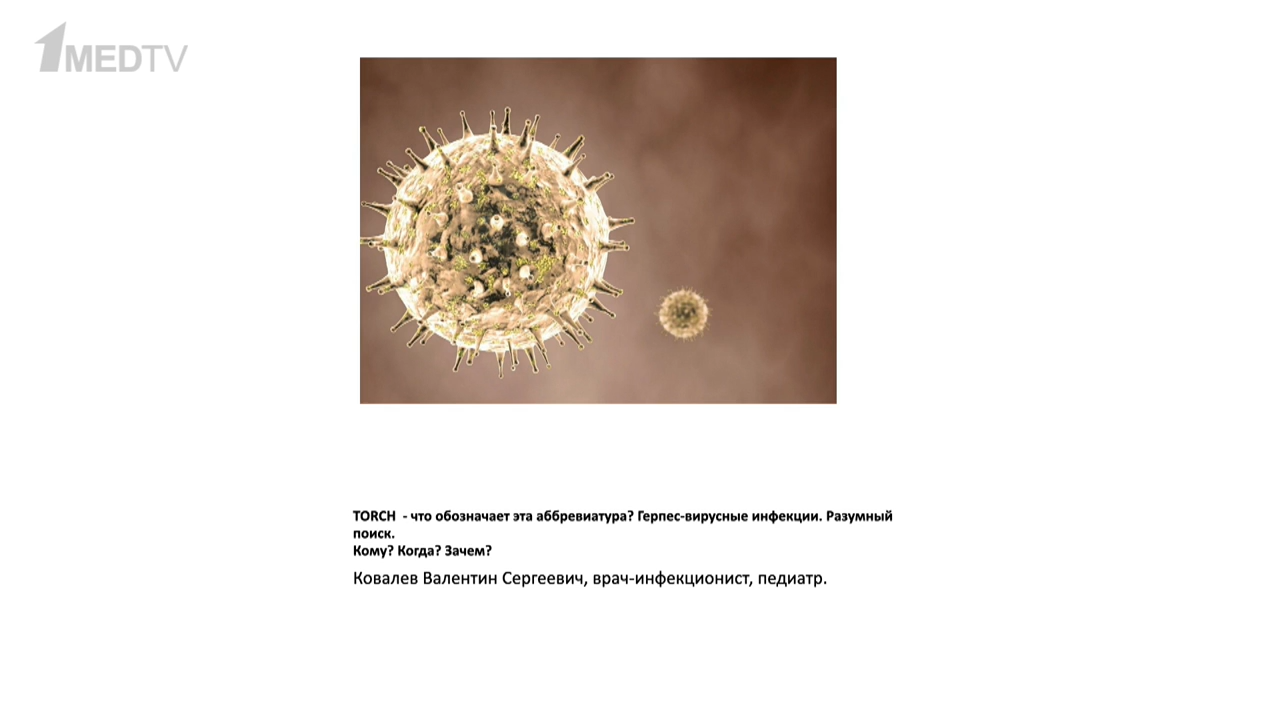 1MEDTV
TORCH - что обозначает эта аббревиатура? Герпес-вирусные инфекции. Разумный
поиск.
Кому? Когда? Зачем?
Ковалев Валентин Сергеевич, врач-инфекционист, педиатр.